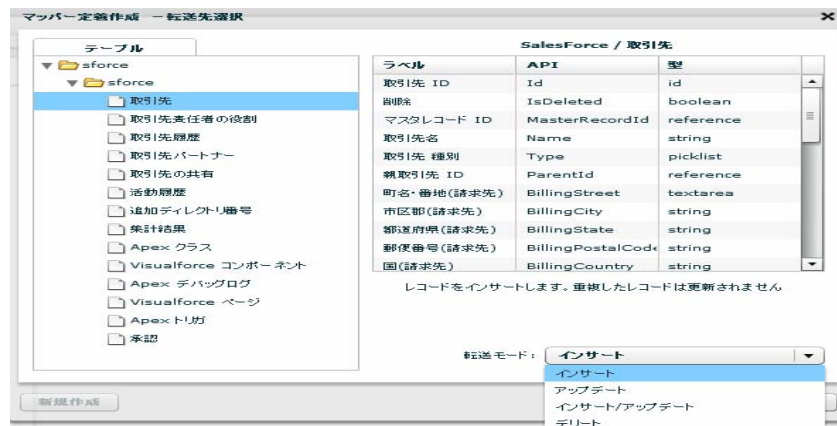 マッパー定義作成 －転送先選択
テーブル
sforce
sforce
取引先
取引先責任者の役割
取引先履歴
取引先パートナー
取引先の共有
活動履歴
追加ディレクトリ番号
集計結果
Apex クラス
Visualforce コンポーネント
Apex デバッグログ
Visualforce ページ
Apex トリガ
承認
SalesForce / 取引先
ラベル API 型
取引先 ID Id id
削除 IsDeleted boolean
マスタレコード ID MasterRecordId reference
取引先名 Name string
取引先 種別 Type picklist
親取引先 ID ParentId reference
町名・番地(請求先) BillingStreet textarea
市区郡(請求先) BillingCity string
都道府県(請求先) BillingState string
郵便番号(請求先) BillingPostalCode string
国(請求先) BillingCountry string
レコードをインサートします。重複したレコードは更新されません
転送モード： インサート
インサート
アップデート
インサート/アップデート
デリート
新規作成